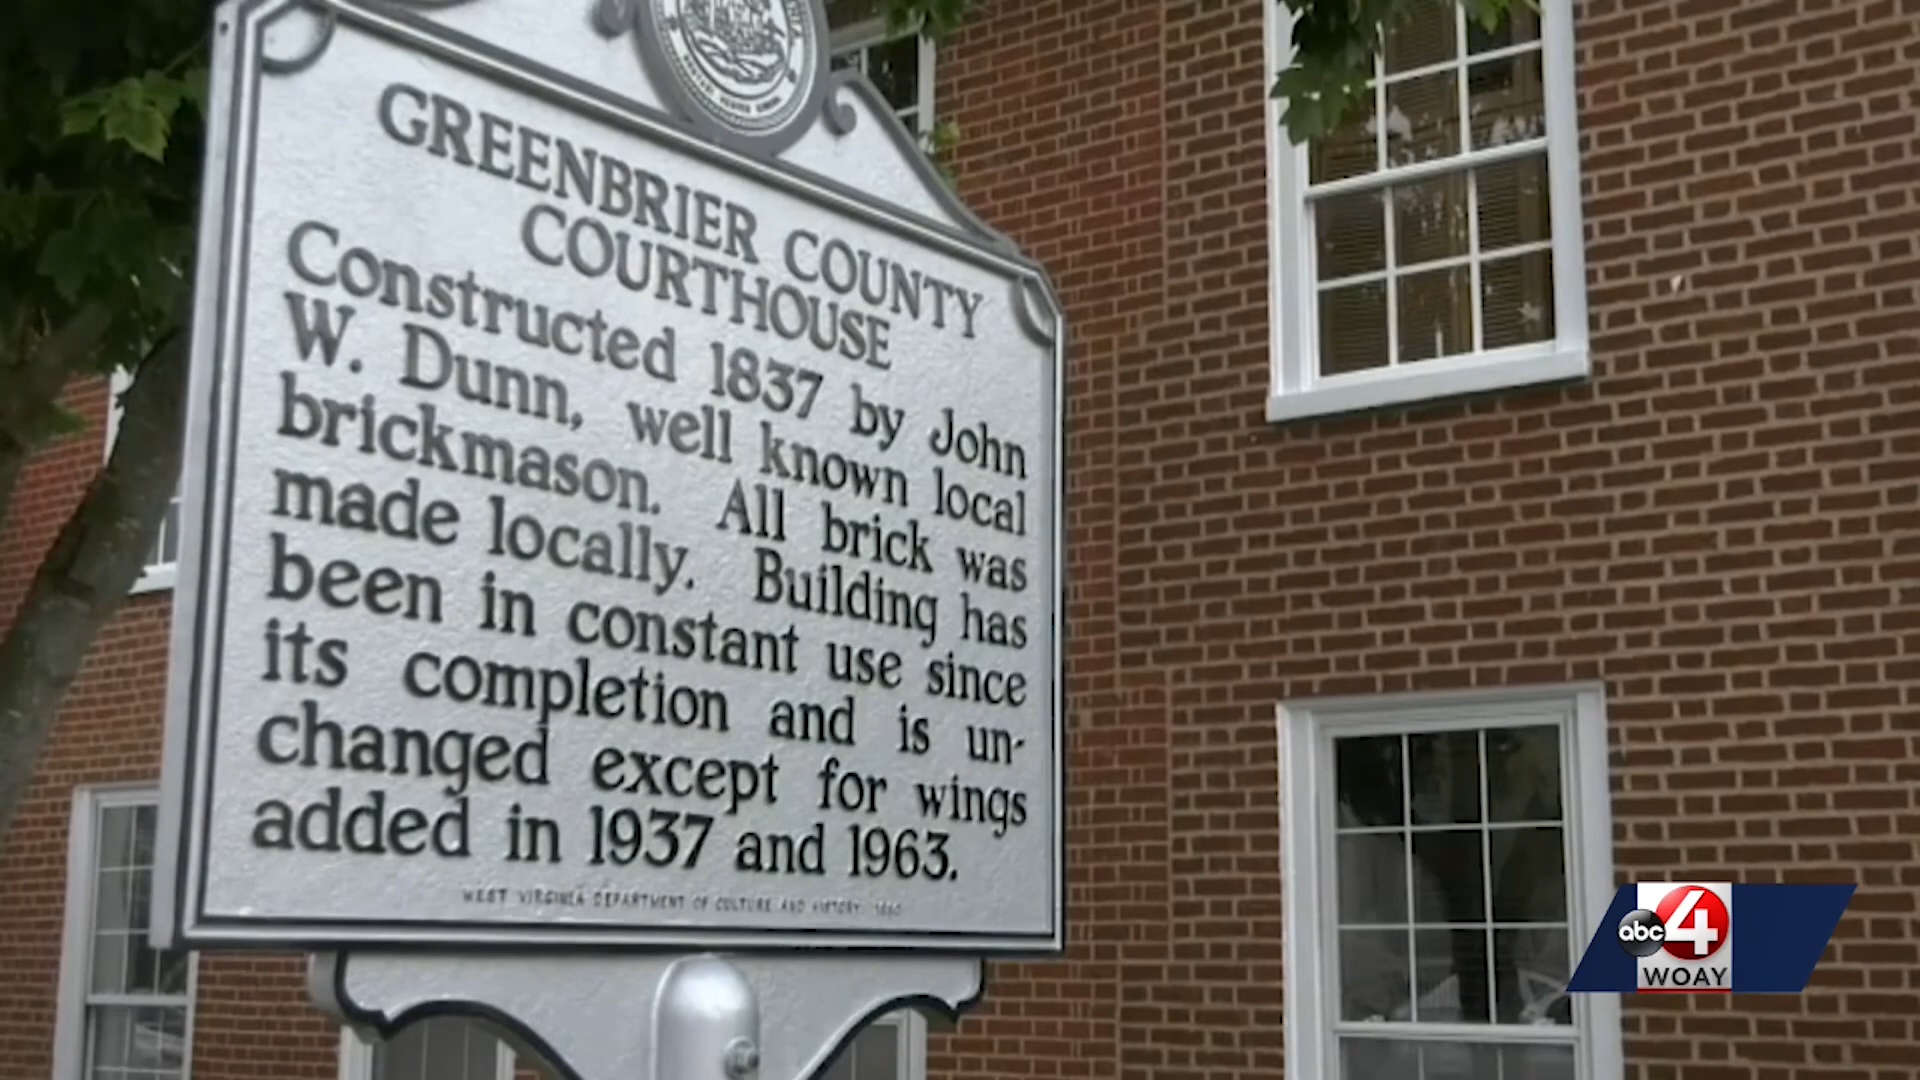 GREENBRIER COUNTY
COURTHOUSE
Constructed 1837 by John
W. Dunn, well known local
brickmason. All brick was
made locally. Building has
been in constant use since
its completion and is un-
changed except for wings
added in 1937 and 1963.
WEST VIRGINIA DEPARTMENT OF CULTURE AND HISTORY,
abc 4
WOAY